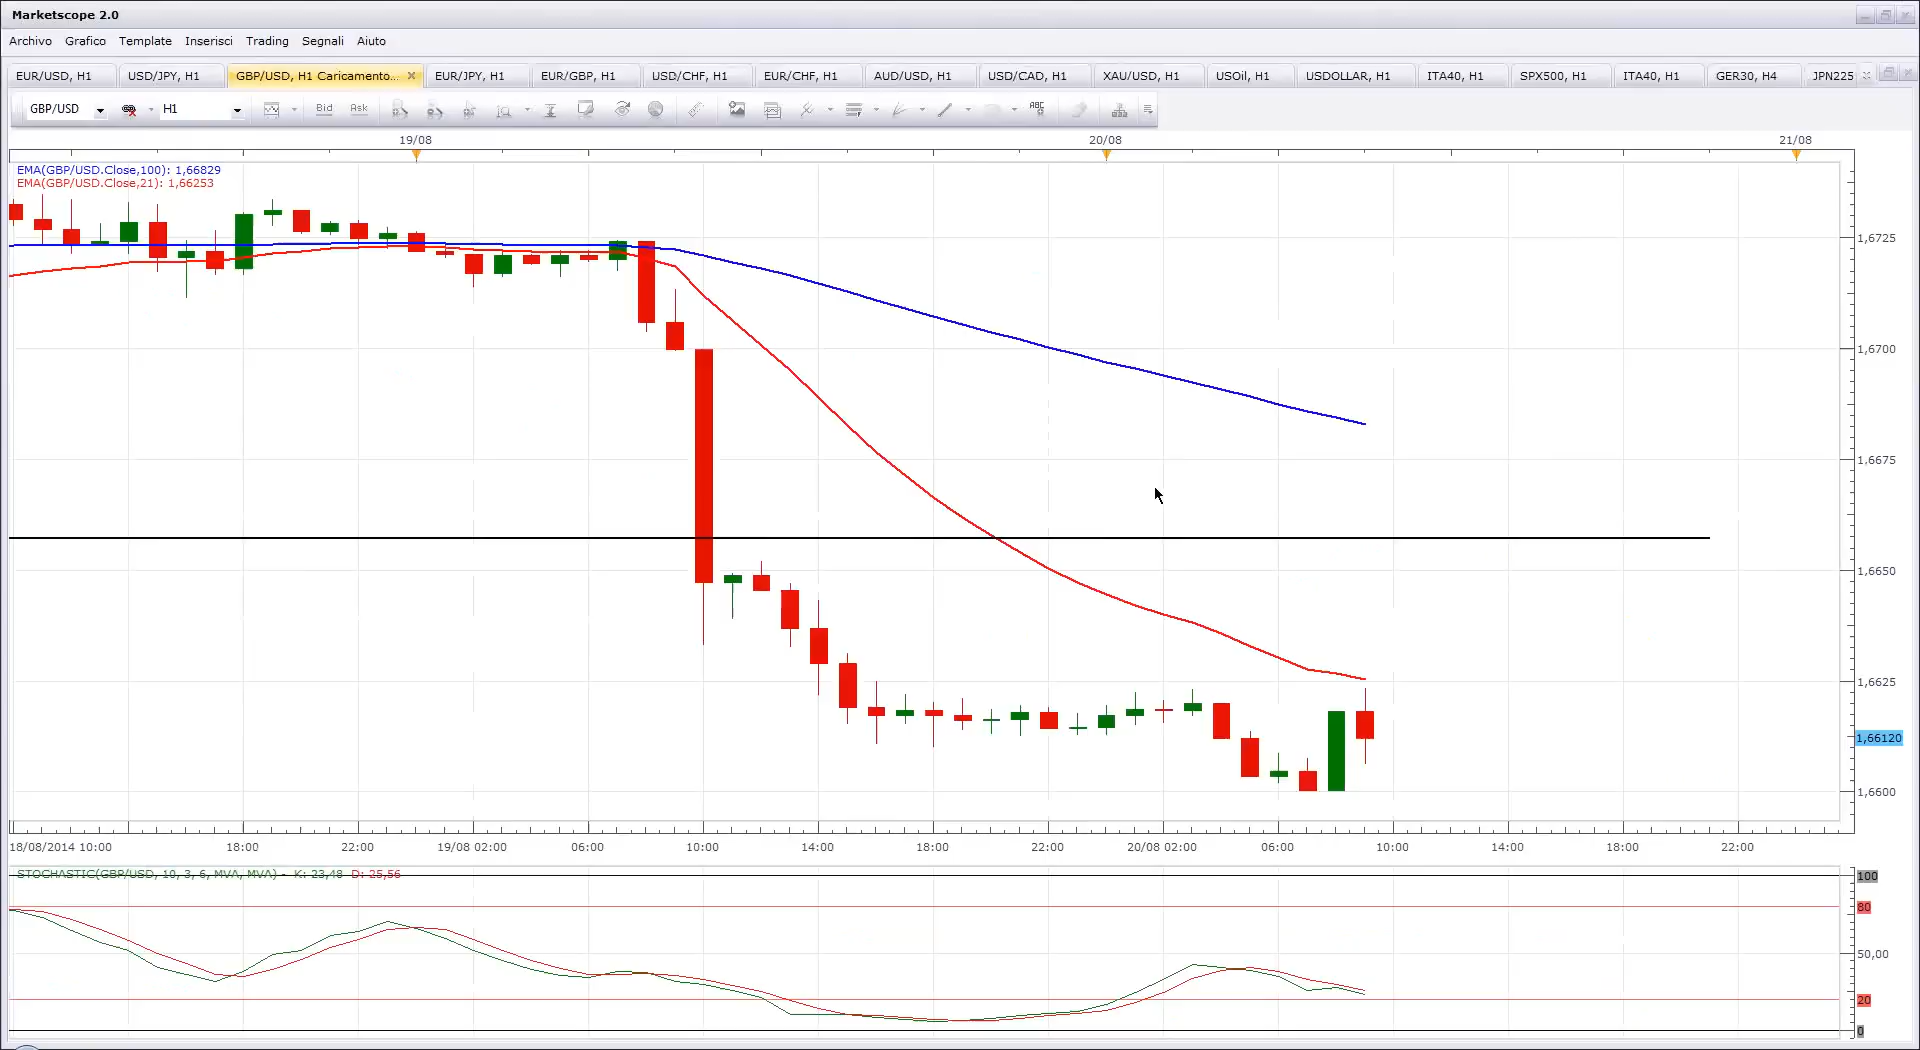 Marketscope 2.0
Archivo Grafico Template Inserisci Trading Segnali Aiuto
EUR/USD, H1 USD/JPY, H1 GBP/USD, H1 Caricamento... EUR/JPY, H1 EUR/GBP, H1 USD/CHF, H1 EUR/CHF, H1 AUD/USD, H1 USD/CAD, H1 XAU/USD, H1 USOil, H1 USDOLLAR, H1 ITA40, H1 SPX500, H1 ITA40, H1 GER30, H4 JPN225
GBP/USD H1 Bid Ask ABC
19/08 20/08 21/08
EMA(GBP/USD.Close,100): 1,66829
EMA(GBP/USD.Close,21): 1,66253
1,6725
1,6700
1,6675
1,6650
1,6625
1,66120
1,6600
18/08/2014 10:00 18:00 22:00 19/08 02:00 06:00 10:00 14:00 18:00 22:00 20/08 02:00 06:00 10:00 14:00 18:00 22:00
STOCHASTIC(GBP/USD, 10, 3, 6, MVA, MVA) - K: 23,48 D: 25,56
100
80
50,00
20
0